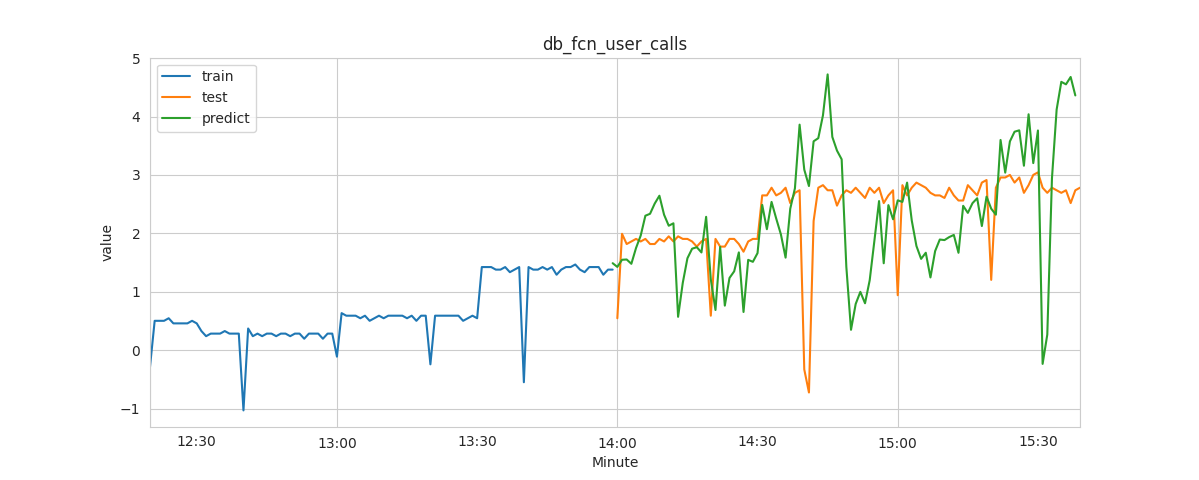 db_fcn_user_calls
train
test
predict
value
5
4
3
2
1
0
−1
12:30
13:00
13:30
14:00
14:30
15:00
15:30
Minute